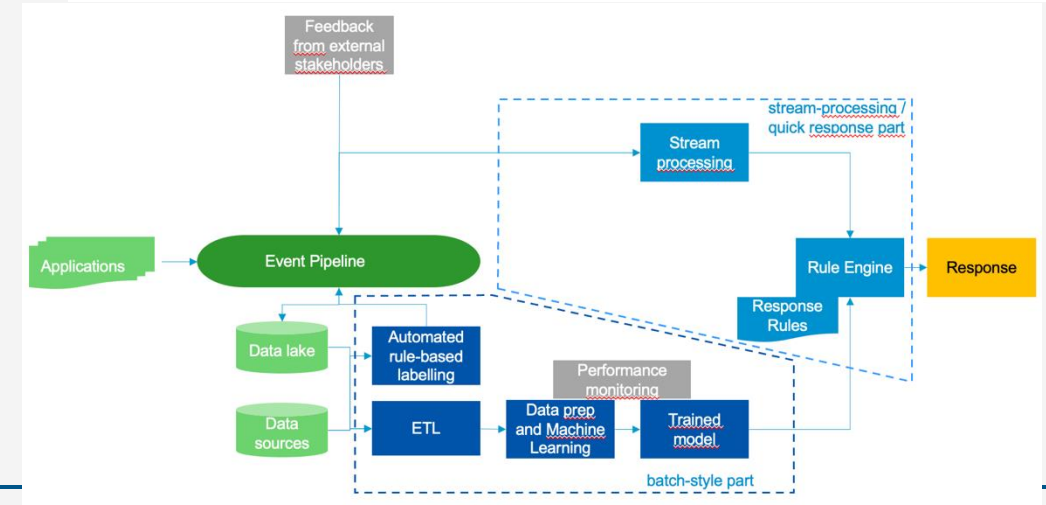 Feedback
from external
stakeholders
stream-processing /
quick response part
Stream
processing
Applications
Event Pipeline
Rule Engine
Response
Response
Rules
Data lake
Automated
rule-based
labelling
Performance
monitoring
Data
sources
ETL
Data prep
and Machine
Learning
Trained
model
batch-style part